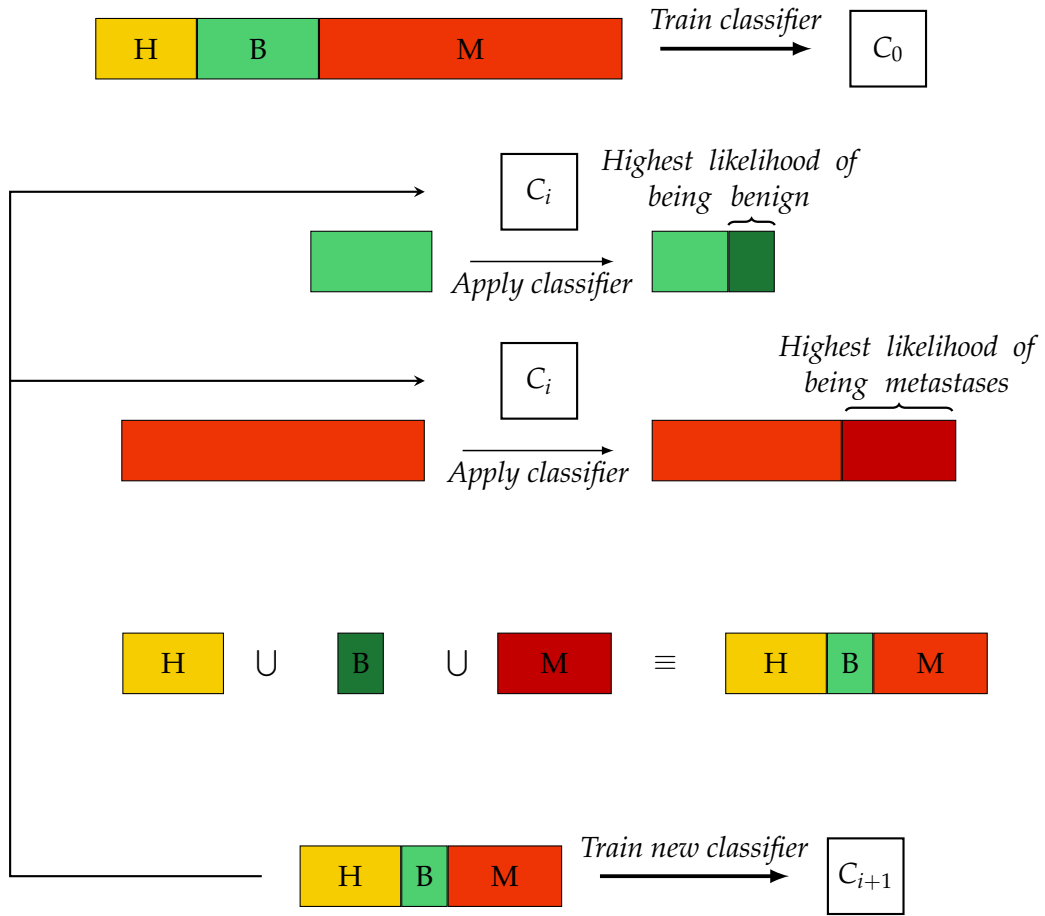 H B M
Train classifier
C₀
Highest likelihood of
being benign
Cᵢ
Apply classifier
Highest likelihood of
being metastases
Cᵢ
Apply classifier
H ∪ B ∪ M ≡ H B M
H B M
Train new classifier
Cᵢ₊₁